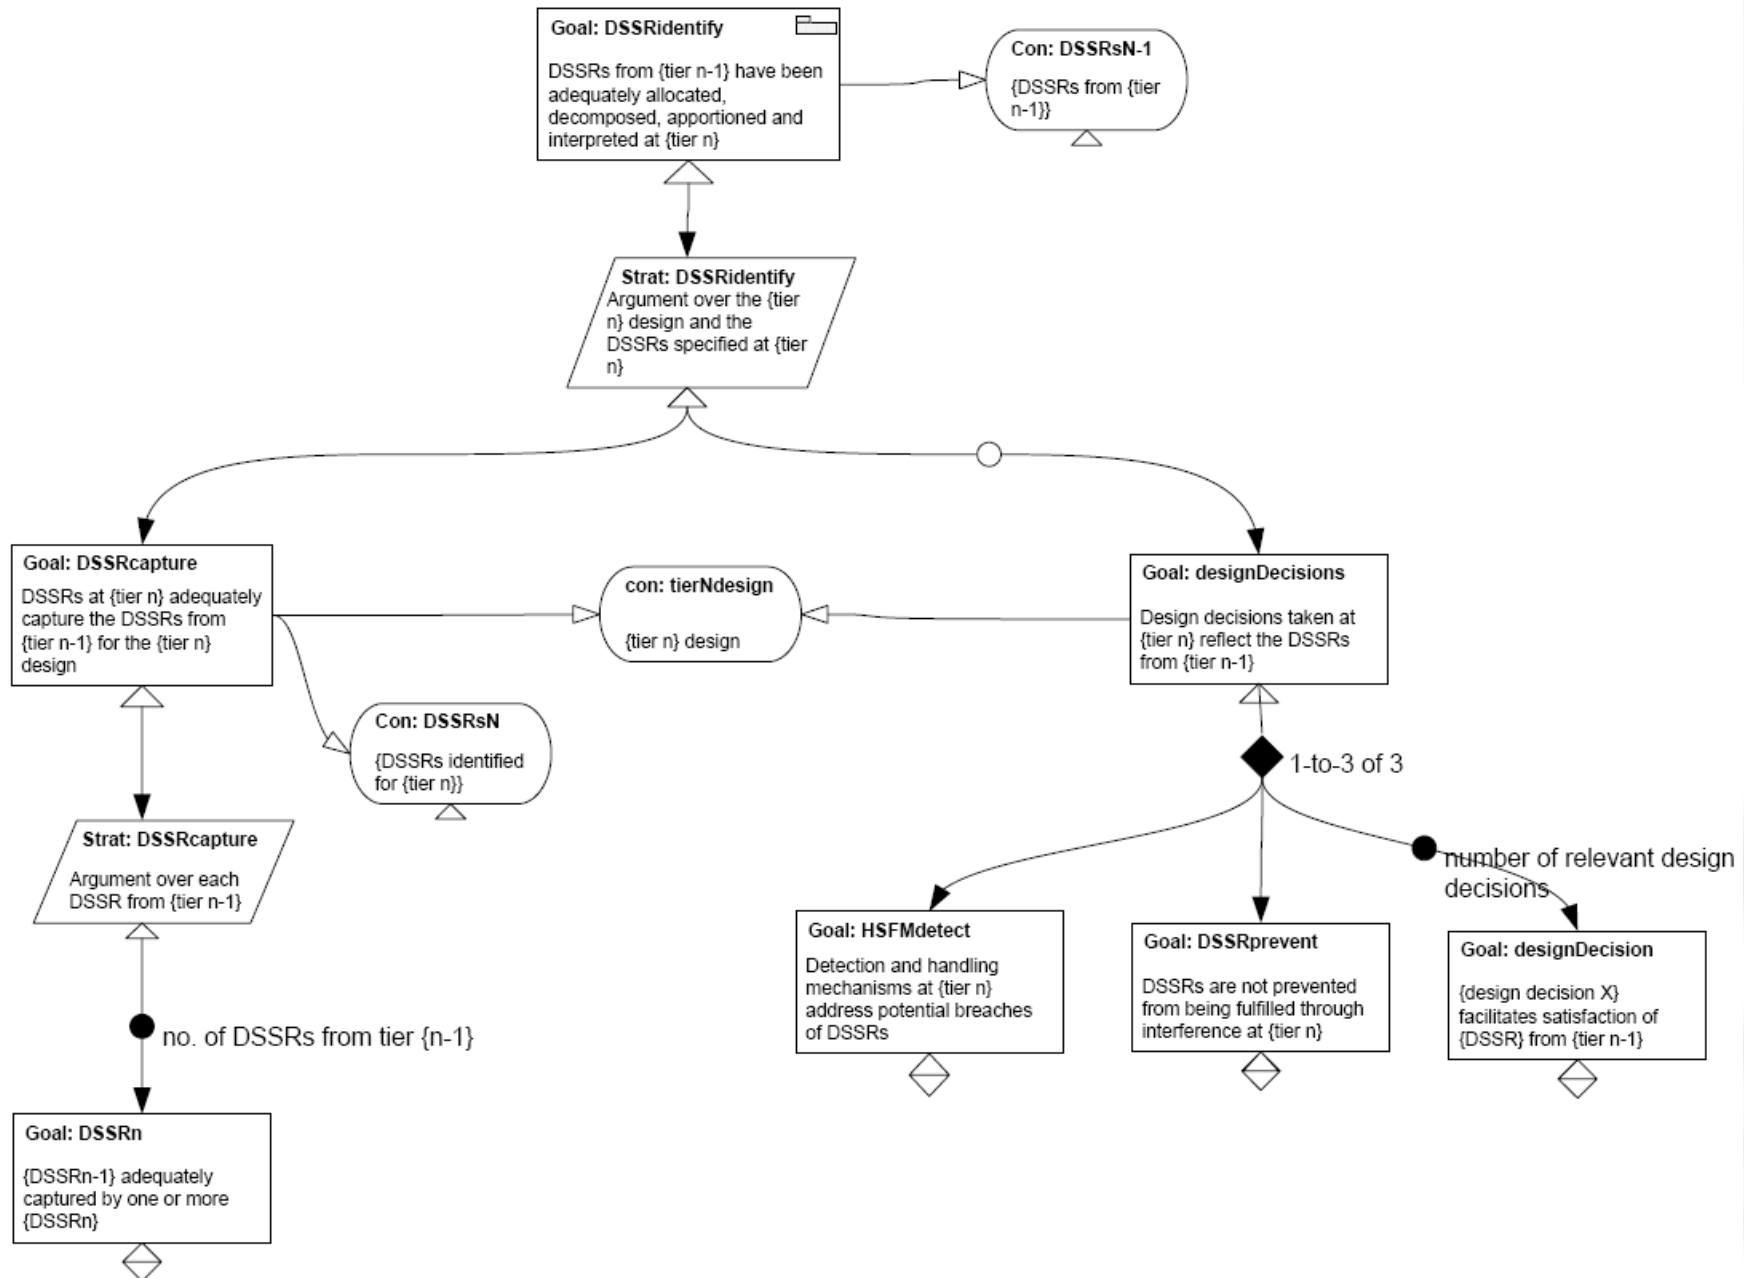 Goal: DSSRidentify
DSSRs from {tier n-1} have been
adequately allocated,
decomposed, apportioned and
interpreted at {tier n}
Con: DSSRsN-1
{DSSRs from {tier
n-1}}
Strat: DSSRidentify
Argument over the {tier
n} design and the
DSSRs specified at {tier
n}
Goal: DSSRcapture
DSSRs at {tier n} adequately
capture the DSSRs from
{tier n-1} for the {tier n}
design
con: tierNdesign
{tier n} design
Goal: designDecisions
Design decisions taken at
{tier n} reflect the DSSRs
from {tier n-1}
Con: DSSRsN
{DSSRs identified
for {tier n}}
1-to-3 of 3
Strat: DSSRcapture
Argument over each
DSSR from {tier n-1}
number of relevant design
decisions
Goal: HSFMdetect
Detection and handling
mechanisms at {tier n}
address potential breaches
of DSSRs
Goal: DSSRprevent
DSSRs are not prevented
from being fulfilled through
interference at {tier n}
Goal: designDecision
{design decision X}
facilitates satisfaction of
{DSSR} from {tier n-1}
no. of DSSRs from tier {n-1}
Goal: DSSRn
{DSSRn-1} adequately
captured by one or more
{DSSRn}